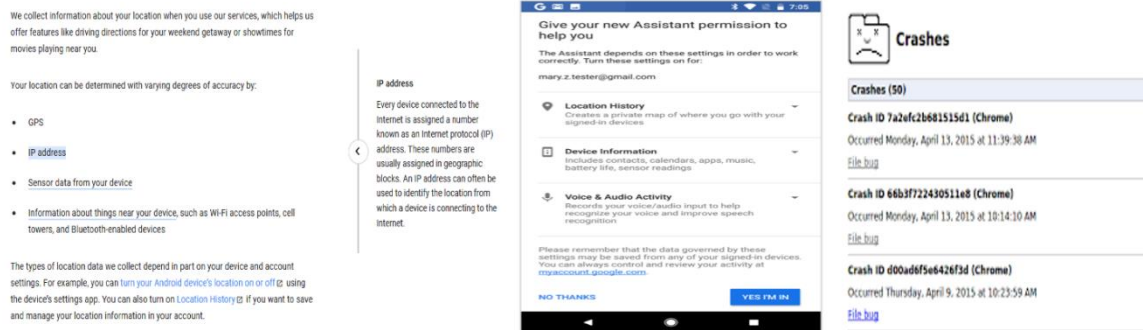 We collect information about your location when you use our services, which helps us
offer features like driving directions for your weekend getaway or showtimes for
movies playing near you.
Your location can be determined with varying degrees of accuracy by:
• GPS
• IP address
• Sensor data from your device
• Information about things near your device, such as Wi-Fi access points, cell
towers, and Bluetooth-enabled devices
The types of location data we collect depend in part on your device and account
settings. For example, you can turn your Android device's location on or off using
the device's settings app. You can also turn on Location History if you want to save
and manage your location information in your account.
IP address
Every device connected to the
Internet is assigned a number
known as an Internet protocol (IP)
address. These numbers are
usually assigned in geographic
blocks. An IP address can often be
used to identify the location from
which a device is connecting to the
Internet.
G 7:05
Give your new Assistant permission to
help you
The Assistant depends on these settings in order to work
correctly. Turn these settings on for:
mary.z.tester@gmail.com
Location History
Creates a private map of where you go with your
signed-in devices
Device Information
Includes contacts, calendars, apps, music,
battery life, sensor readings
Voice & Audio Activity
Records your voice/audio input to help
recognize your voice and improve speech
recognition
Please remember that the data governed by these
settings may be saved from any of your signed-in devices.
You can always control and review your activity at
myaccount.google.com.
NO THANKS YES I'M IN
Crashes
Crashes (50)
Crash ID 7a2efc2b681515d1 (Chrome)
Occurred Monday, April 13, 2015 at 11:39:38 AM
File bug
Crash ID 66b3f722430511e8 (Chrome)
Occurred Monday, April 13, 2015 at 10:14:10 AM
File bug
Crash ID d00ad6f5e6426f3d (Chrome)
Occurred Thursday, April 9, 2015 at 10:23:59 AM
File bug